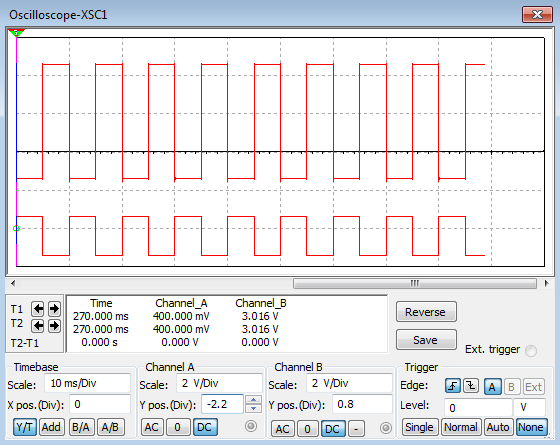 Oscilloscope-XSC1
Time Channel_A Channel_B
T1 270.000 ms 400.000 mV 3.016 V
T2 270.000 ms 400.000 mV 3.016 V
T2-T1 0.000 s 0.000 V 0.000 V
Reverse
Save
Ext. trigger
Timebase Channel A Channel B Trigger
Scale: 10 ms/Div Scale: 2 V/Div Scale: 2 V/Div Edge: A B Ext
X pos.(Div): 0 Y pos.(Div): -2.2 Y pos.(Div): 0.8 Level: 0 V
Y/T Add B/A A/B AC 0 DC AC 0 DC - Single Normal Auto None